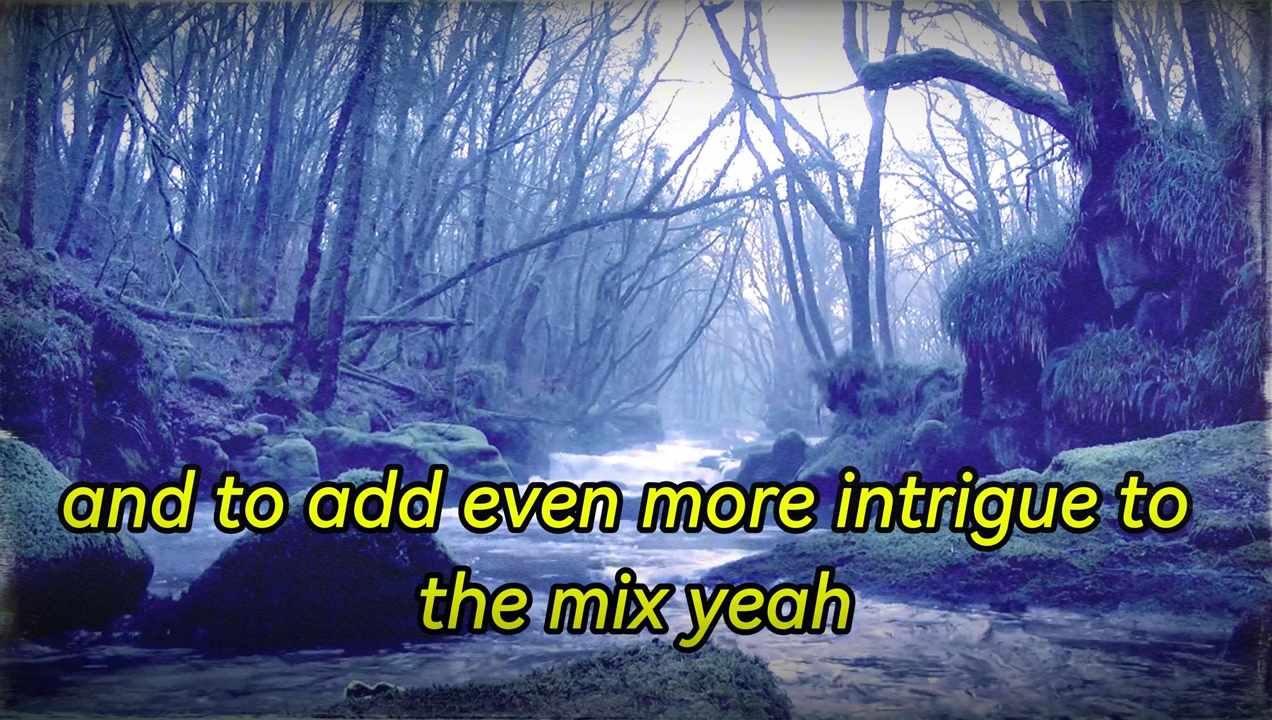 and to add even more intrigue to
the mix yeah